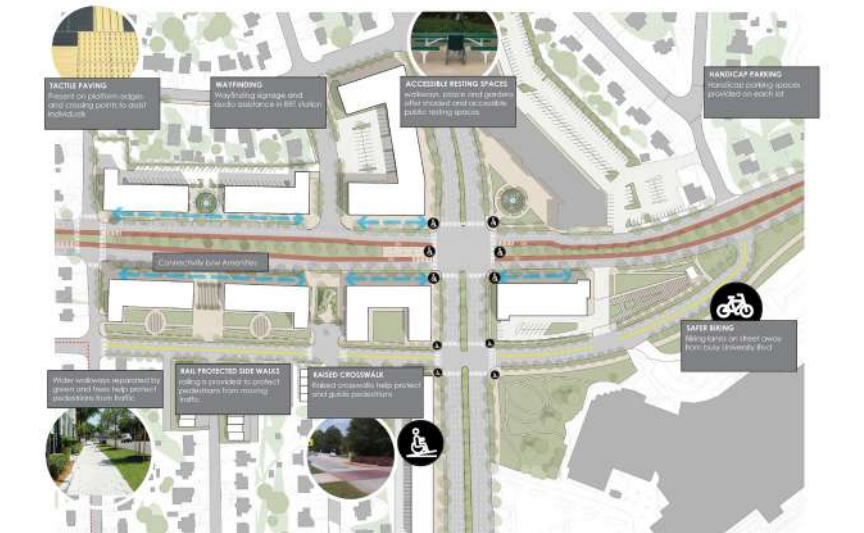 TACTILE PAVING
Present on platform edges
and crossing points to assist
individuals
WAYFINDING
Wayfinding signage and
audio assistance in BRT station
ACCESSIBLE RESTING SPACES
walkways, plaza and gardens
offer shaded and accessible
public resting spaces
HANDICAP PARKING
Handicap parking spaces
provided on each lot
Connectivity b/w Amenities
SAFER BIKING
Biking lanes on street away
from busy University Blvd
Wider walkways separated by
green and trees help protect
pedestrians from traffic
RAIL PROTECTED SIDE WALKS
railing is provided to protect
pedestrians from moving
traffic
RAISED CROSSWALK
Raised crosswalks help protect
and guide pedestrians